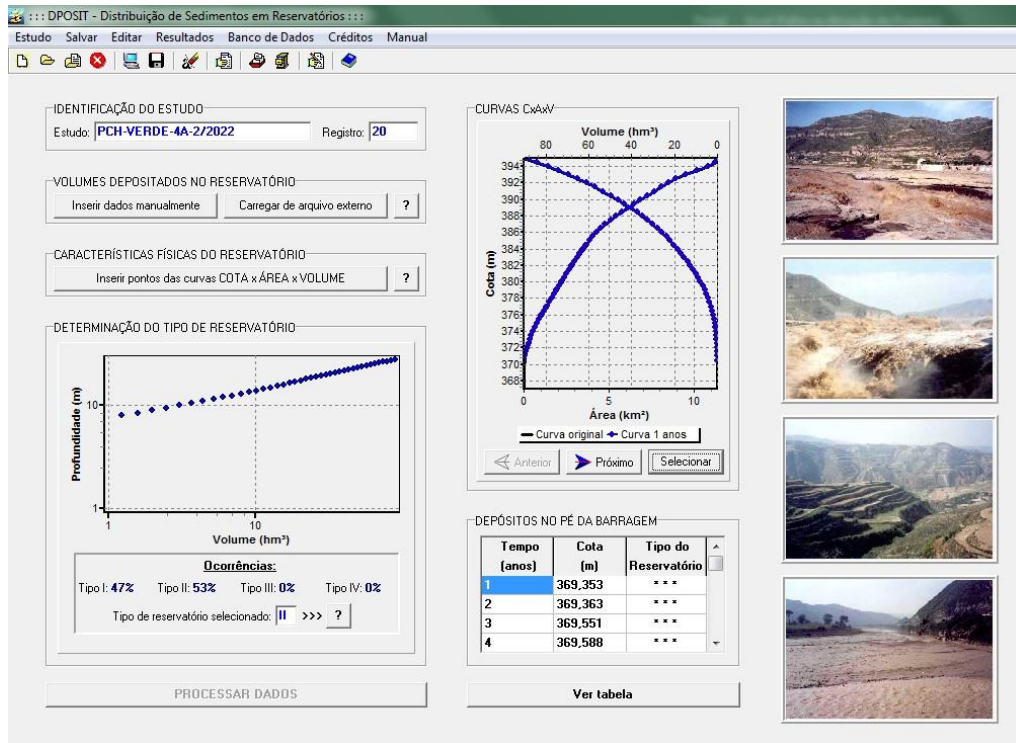 ::: DPOSIT - Distribuição de Sedimentos em Reservatórios :::
Estudo Salvar Editar Resultados Banco de Dados Créditos Manual
IDENTIFICAÇÃO DO ESTUDO
Estudo: PCH-VERDE-4A-2/2022 Registro: 20
VOLUMES DEPOSITADOS NO RESERVATÓRIO
Inserir dados manualmente Carregar de arquivo externo ?
CARACTERÍSTICAS FÍSICAS DO RESERVATÓRIO
Inserir pontos das curvas COTA x ÁREA x VOLUME ?
DETERMINAÇÃO DO TIPO DE RESERVATÓRIO
Profundidade (m)
10
1
1 10
Volume (hm³)
Ocorrências:
Tipo I: 47% Tipo II: 53% Tipo III: 0% Tipo IV: 0%
Tipo de reservatório selecionado: II >>> ?
PROCESSAR DADOS
CURVAS CxAxV
Volume (hm³)
80 60 40 20 0
Cota (m)
394
392
390
388
386
384
382
380
378
376
374
372
370
368
0 5 10
Área (km²)
Curva original Curva 1 anos
Anterior Próximo Selecionar
DEPÓSITOS NO PÉ DA BARRAGEM
Tempo (anos) Cota (m) Tipo do Reservatório
1 369,353 * * *
2 369,363 * * *
3 369,551 * * *
4 369,588 * * *
Ver tabela